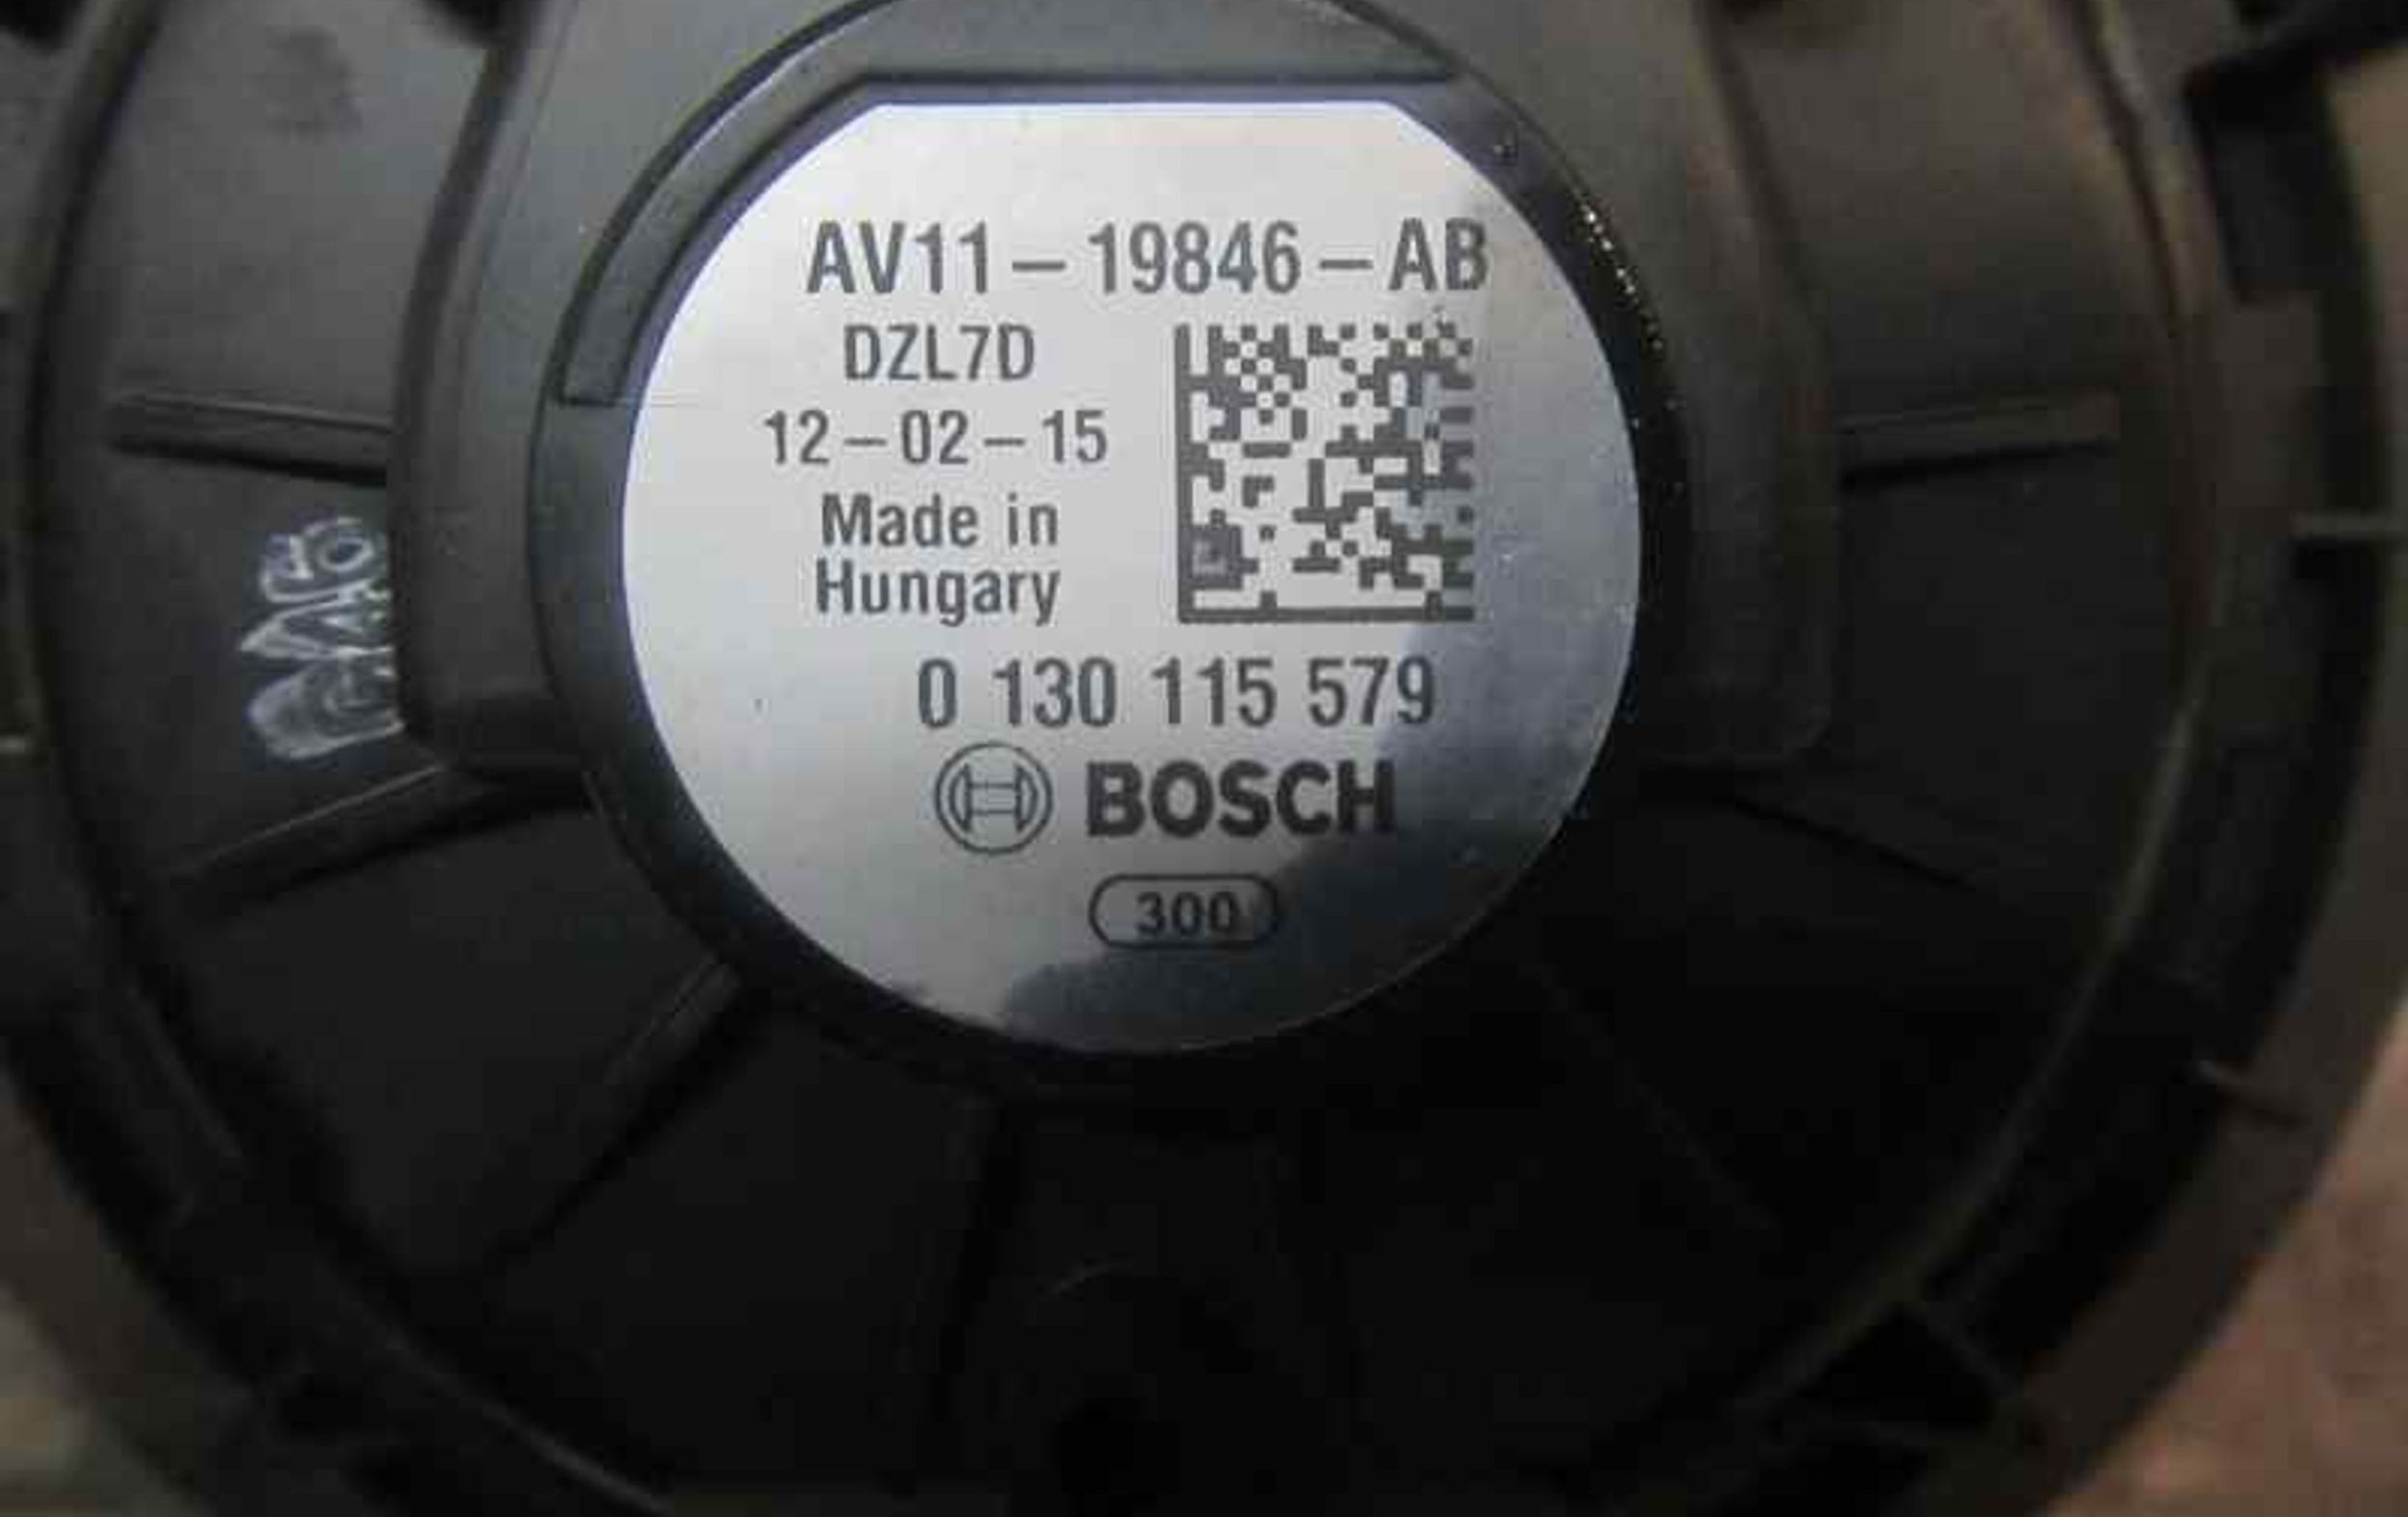 AV11-19846-AB
DZL7D
12-02-15
Made in
Hungary
0 130 115 579
BOSCH
300